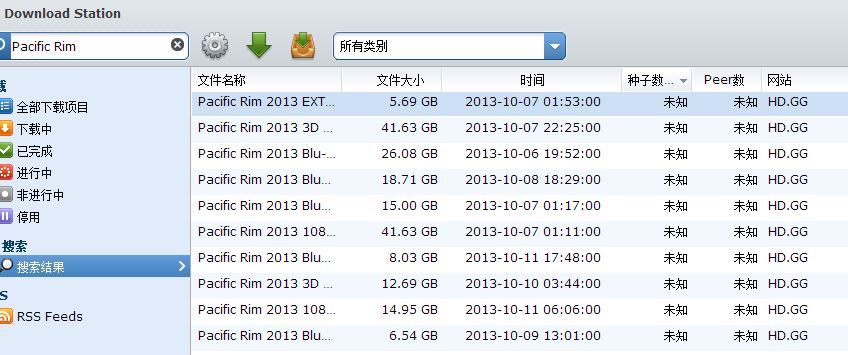 Download Station
Pacific Rim 所有类别
文件名称 文件大小 时间 种子数... Peer数 网站
全部下载项目
下载中
已完成
进行中
非进行中
停用
搜索
搜索结果
RSS Feeds
Pacific Rim 2013 EXT... 5.69 GB 2013-10-07 01:53:00 未知 未知 HD.GG
Pacific Rim 2013 3D ... 41.63 GB 2013-10-07 22:25:00 未知 未知 HD.GG
Pacific Rim 2013 Blu-... 26.08 GB 2013-10-06 19:52:00 未知 未知 HD.GG
Pacific Rim 2013 Blu... 18.71 GB 2013-10-08 18:29:00 未知 未知 HD.GG
Pacific Rim 2013 Blu... 15.00 GB 2013-10-07 01:17:00 未知 未知 HD.GG
Pacific Rim 2013 108... 41.63 GB 2013-10-07 01:11:00 未知 未知 HD.GG
Pacific Rim 2013 Blu... 8.03 GB 2013-10-11 17:48:00 未知 未知 HD.GG
Pacific Rim 2013 3D ... 12.69 GB 2013-10-10 03:44:00 未知 未知 HD.GG
Pacific Rim 2013 108... 14.95 GB 2013-10-11 06:06:00 未知 未知 HD.GG
Pacific Rim 2013 Blu... 6.54 GB 2013-10-09 13:01:00 未知 未知 HD.GG